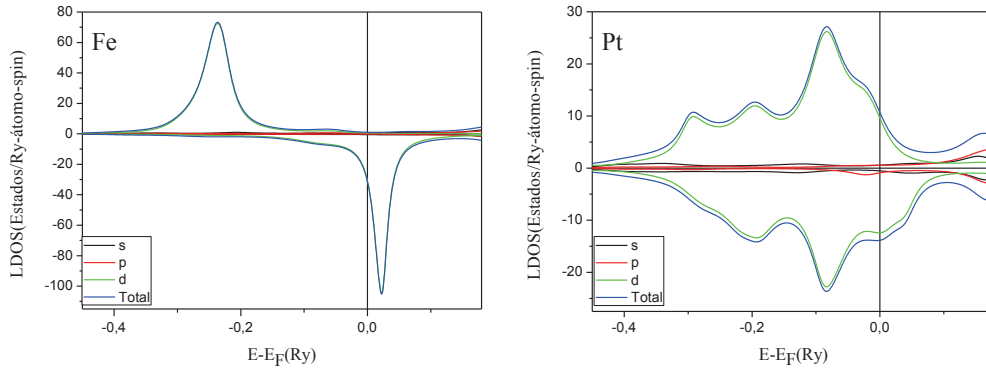 Fe
LDOS(Estados/Ry-átomo-spin)
80
60
40
20
0
-20
-40
-60
-80
-100
s
p
d
Total
-0,4
-0,2
0,0
E-EF(Ry)
Pt
LDOS(Estados/Ry-átomo-spin)
30
20
10
0
-10
-20
s
p
d
Total
-0,4
-0,2
0,0
E-EF(Ry)